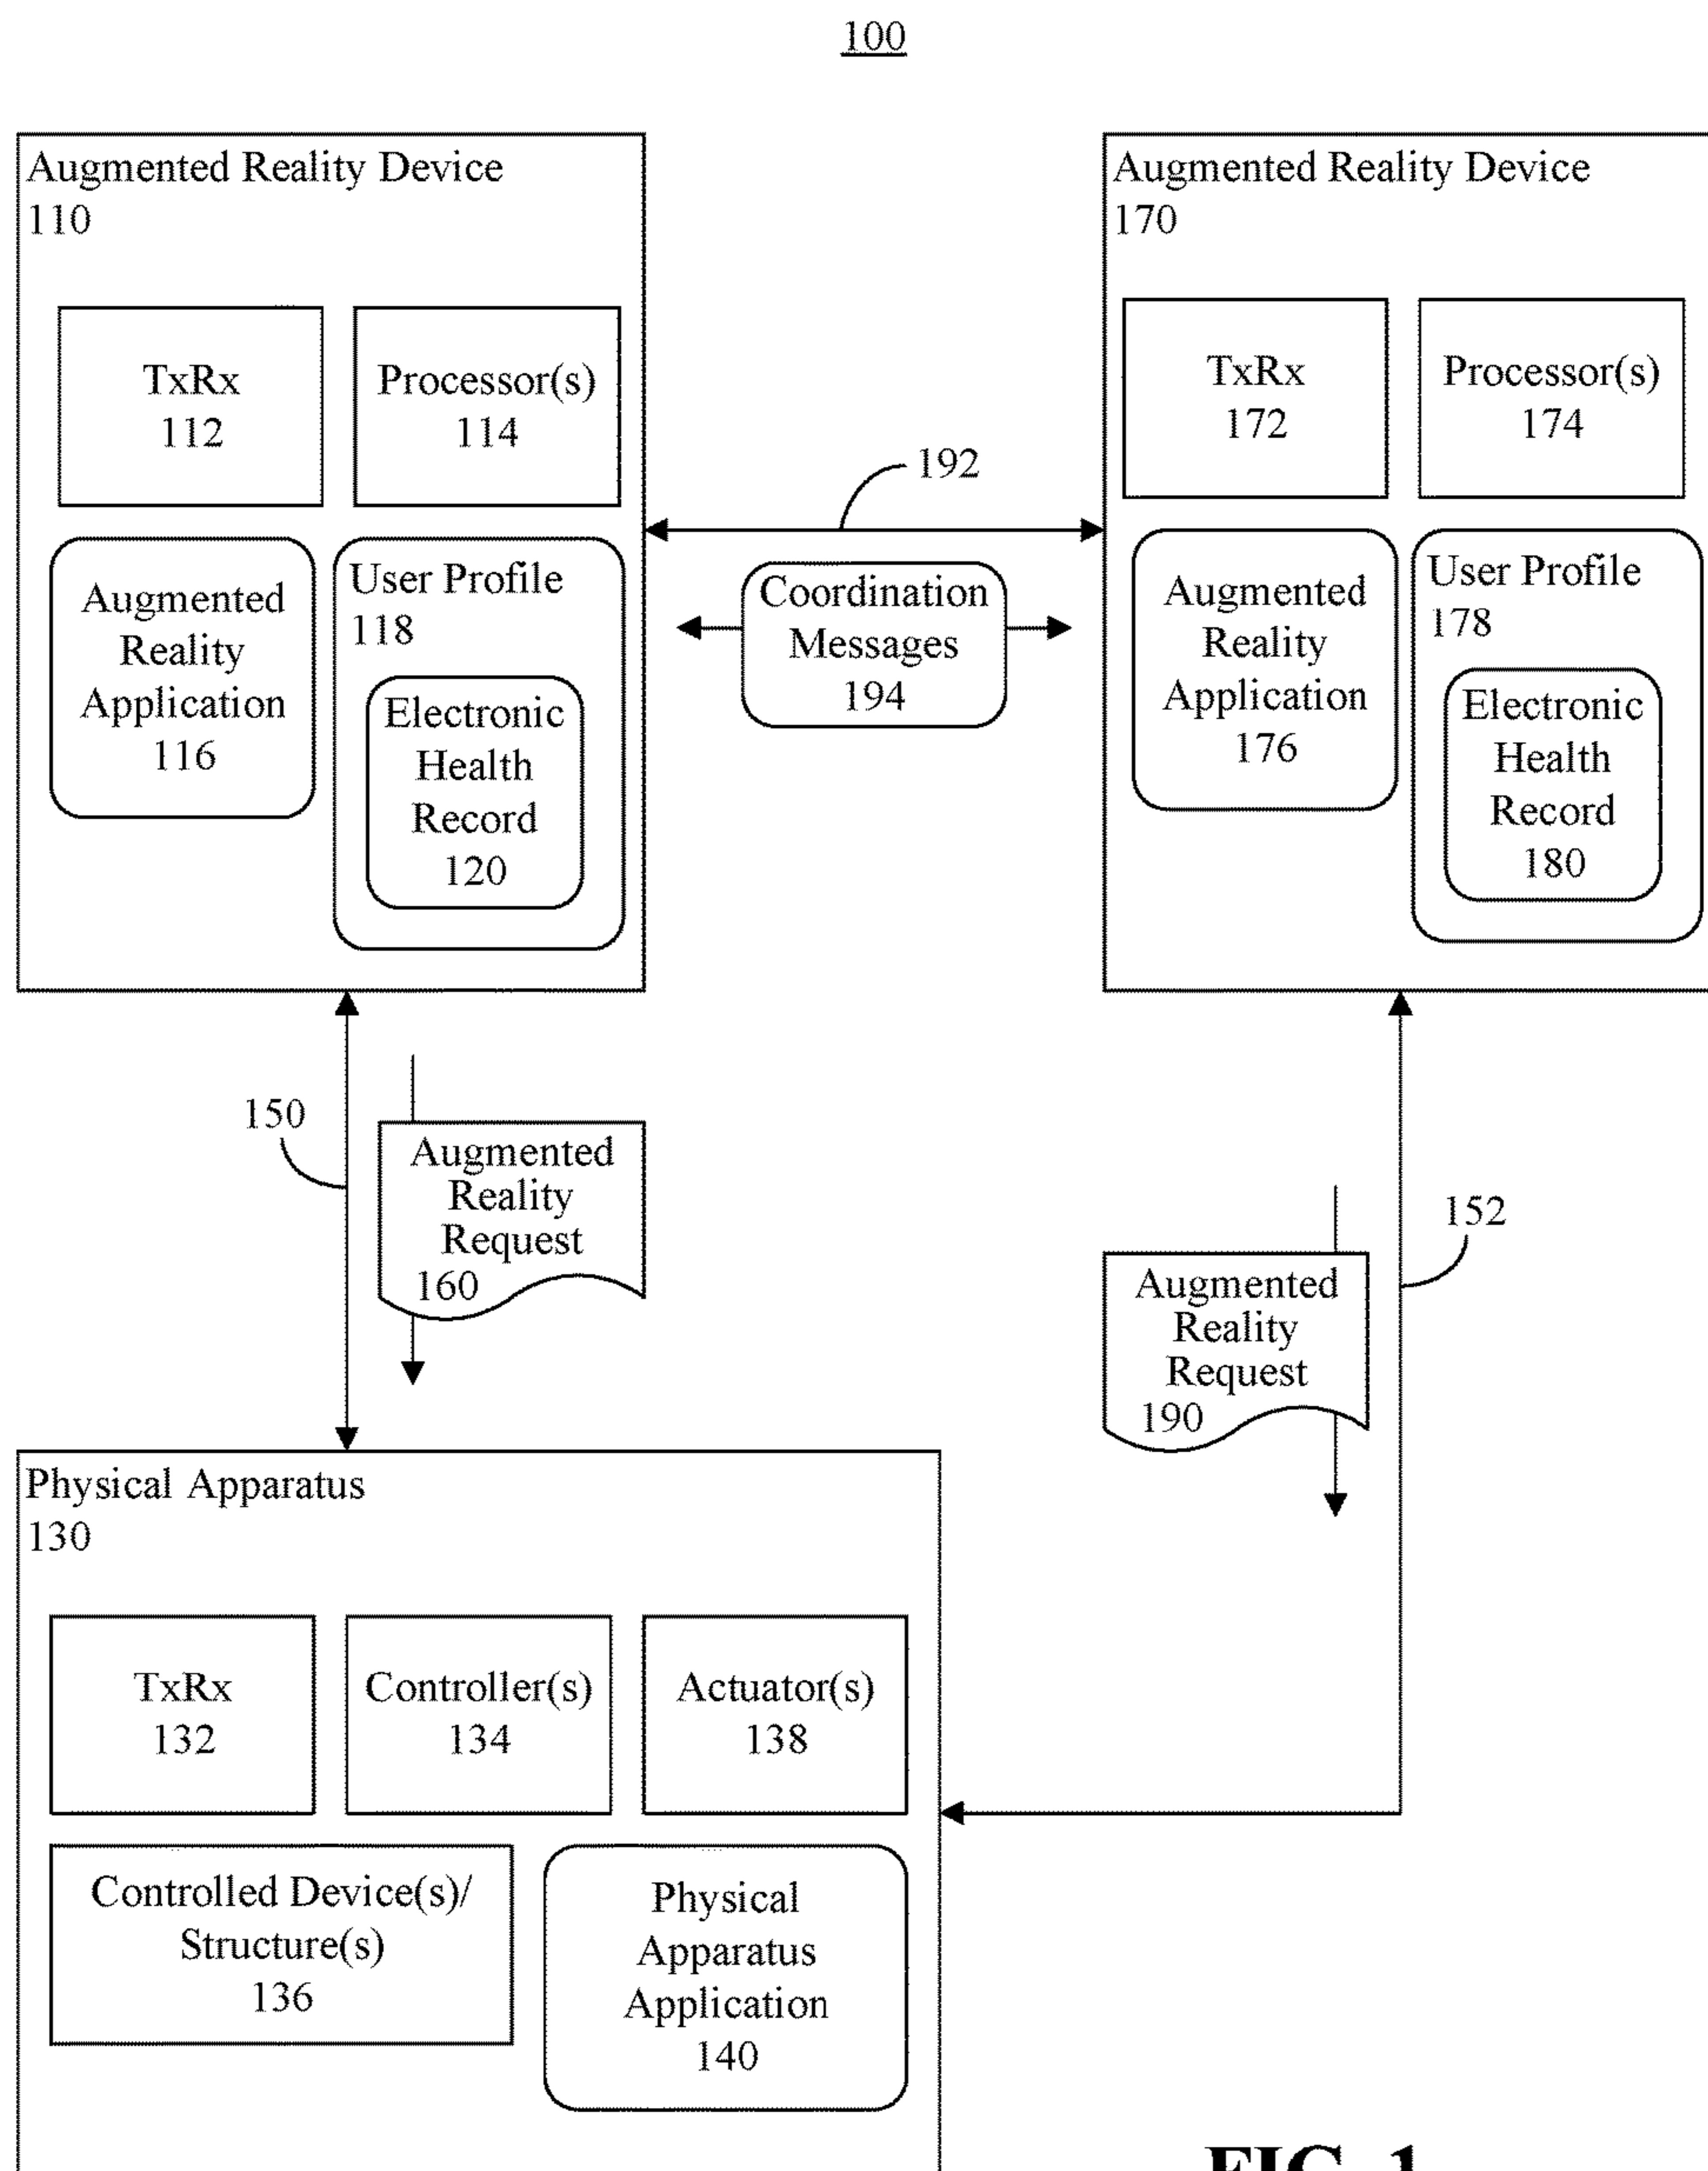 100
Augmented Reality Device
110
TxRx
112
Processor(s)
114
Augmented
Reality
Application
116
User Profile
118
Electronic
Health
Record
120
192
Coordination
Messages
194
Augmented Reality Device
170
TxRx
172
Processor(s)
174
Augmented
Reality
Application
176
User Profile
178
Electronic
Health
Record
180
150
Augmented
Reality
Request
160
Augmented
Reality
Request
190
152
Physical Apparatus
130
TxRx
132
Controller(s)
134
Actuator(s)
138
Controlled Device(s)/
Structure(s)
136
Physical
Apparatus
Application
140
FIG. 1